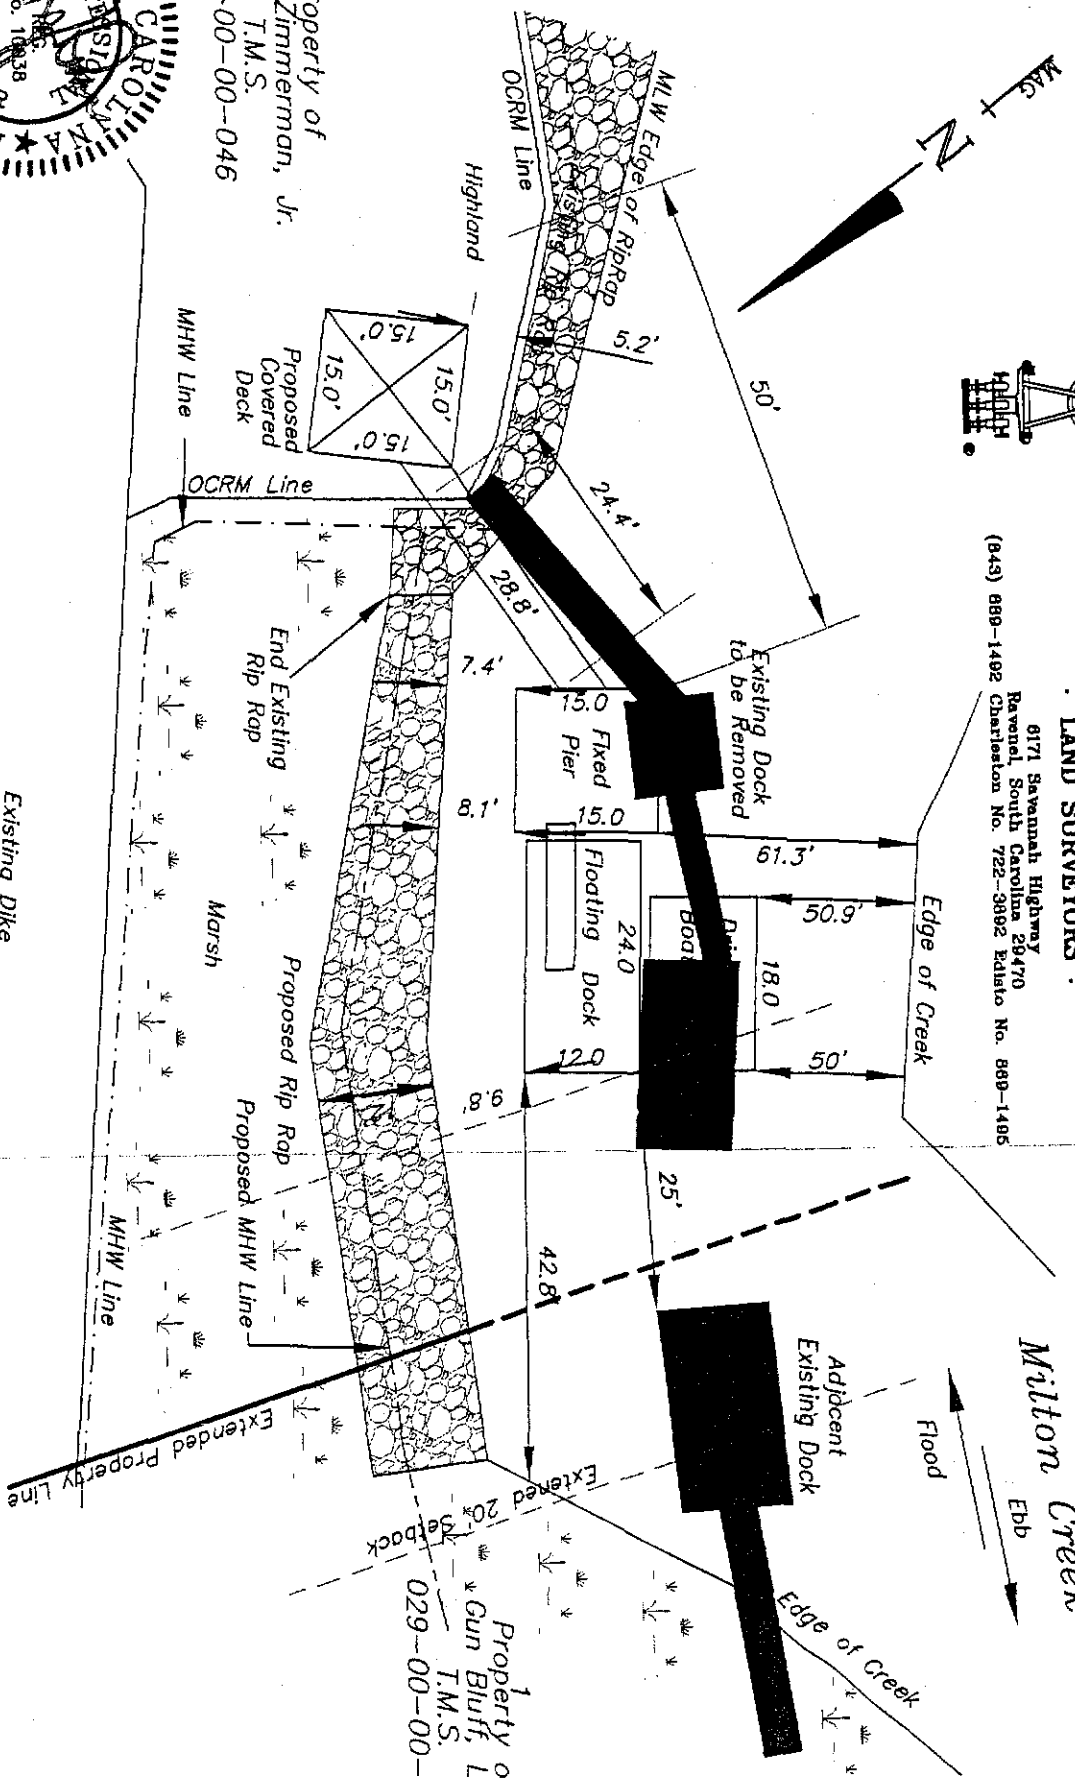 MAG
N
LAND SURVEYORS
6171 Savannah Highway
Ravenel, South Carolina 29470
(843) 889-1492 Charleston No. 722-3892 Edisto No. 869-1495
CAROLINA
REG.
Property of
Zimmerman, Jr.
T.M.S.
-00-00-046
MLW Edge of RipRap
OCRM Line
Highland
5.2'
50'
24.4'
28.8'
15.0'
15.0'
15.0'
15.0'
Proposed
Covered
Deck
MHW Line
OCRM Line
End Existing
Rip Rap
7.4'
8.1'
Existing Dock
to be Removed
15.0
Fixed
Pier
15.0
61.3'
50.9'
18.0
50'
Edge of Creek
Floating Dock
24.0
12.0
9.8'
25'
42.8'
Marsh
Proposed Rip Rap
Proposed MHW Line
MHW Line
Existing Dike
Extended Property Line
Extened 20'
Setback
Adjacent
Existing Dock
Milton Creek
Flood
Ebb
Edge of Creek
1
Property o
Gun Bluff, L
T.M.S.
029-00-00-